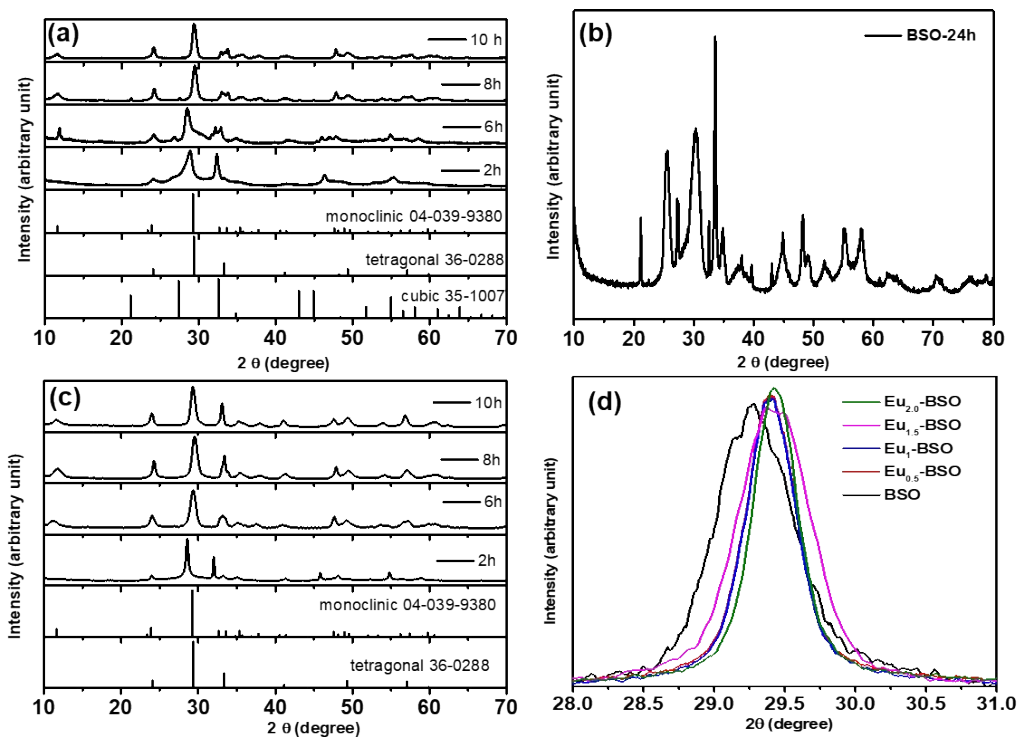 (a)
10 h
8h
6h
2h
monoclinic 04-039-9380
tetragonal 36-0288
cubic 35-1007
10 20 30 40 50 60 70
2 θ (degree)
Intensity (arbitrary unit)
(b)
BSO-24h
10 20 30 40 50 60 70 80
2 θ (degree)
Intensity (arbitrary unit)
(c)
10h
8h
6h
2h
monoclinic 04-039-9380
tetragonal 36-0288
10 20 30 40 50 60 70
2 θ (degree)
Intensity (arbitrary unit)
(d)
Eu2.0-BSO
Eu1.5-BSO
Eu1-BSO
Eu0.5-BSO
BSO
28.0 28.5 29.0 29.5 30.0 30.5 31.0
2θ (degree)
Intensity (arbitrary unit)